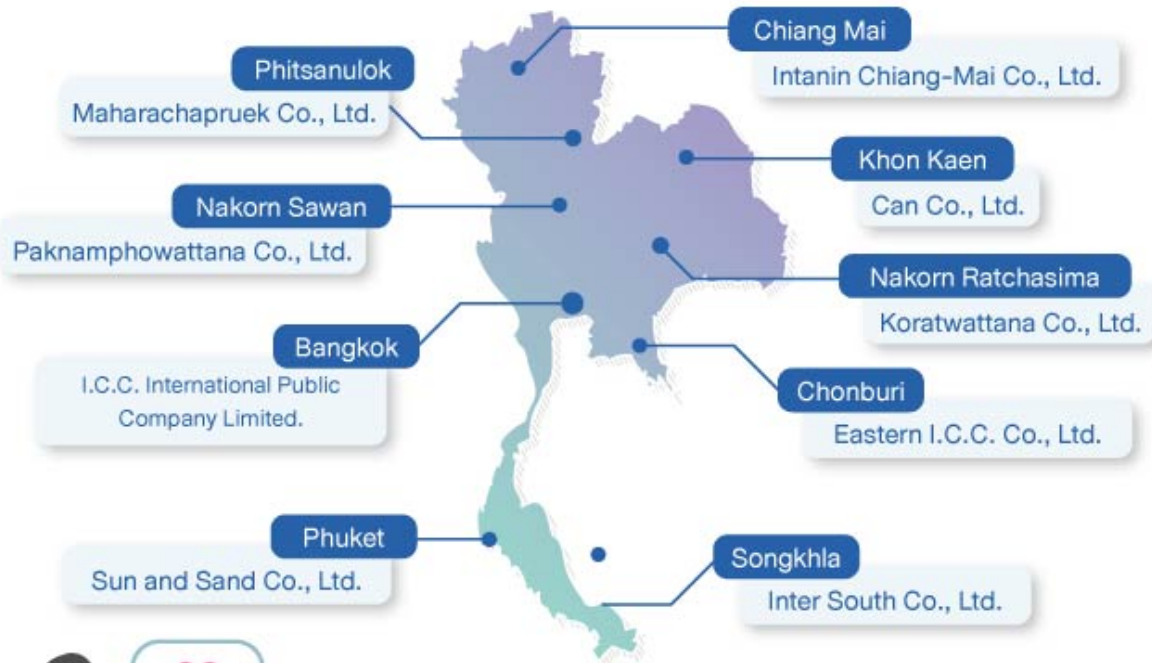 Chiang Mai
Intanin Chiang-Mai Co., Ltd.
Phitsanulok
Maharachapruek Co., Ltd.
Khon Kaen
Can Co., Ltd.
Nakorn Sawan
Paknamphowattana Co., Ltd.
Nakorn Ratchasima
Koratwattana Co., Ltd.
Bangkok
I.C.C. International Public
Company Limited.
Chonburi
Eastern I.C.C. Co., Ltd.
Phuket
Sun and Sand Co., Ltd.
Songkhla
Inter South Co., Ltd.